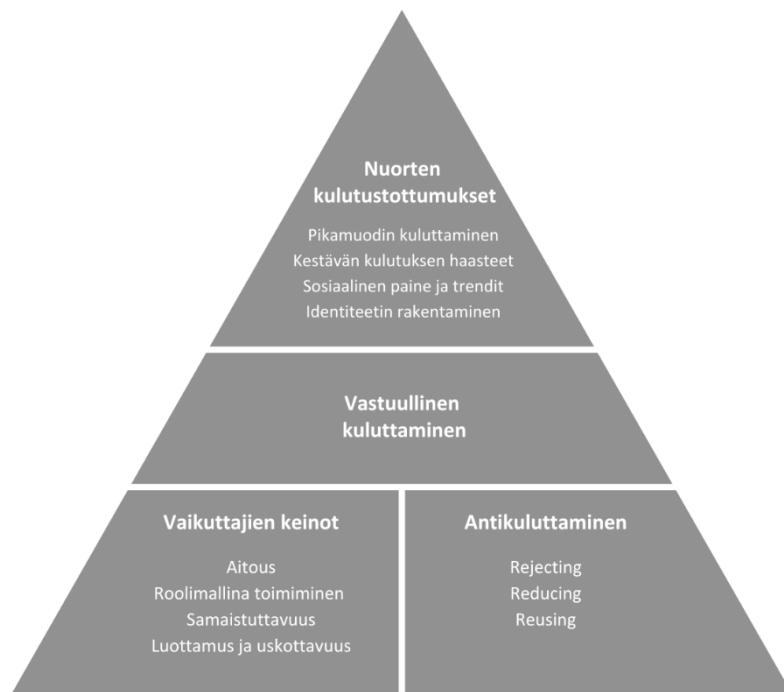 Nuorten
kulutustottumukset
Pikamuodin kuluttaminen
Kestävän kulutuksen haasteet
Sosiaalinen paine ja trendit
Identiteetin rakentaminen
Vastuullinen
kuluttaminen
Vaikuttajien keinot
Aitous
Roolimallina toimiminen
Samaistuttavuus
Luottamus ja uskottavuus
Antikuluttaminen
Rejecting
Reducing
Reusing